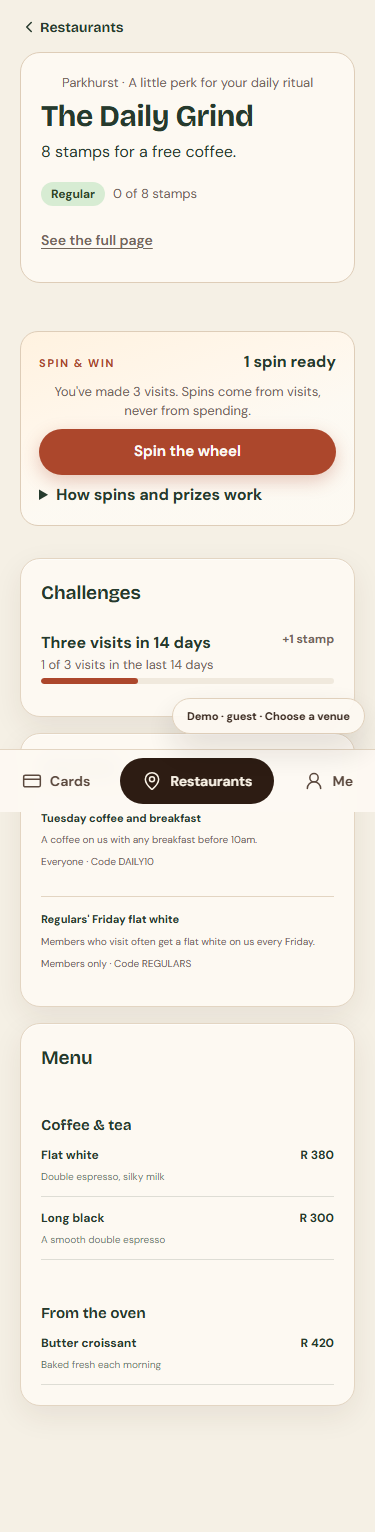 Restaurants
Parkhurst · A little perk for your daily ritual
The Daily Grind
8 stamps for a free coffee.
Regular 0 of 8 stamps
See the full page
SPIN & WIN 1 spin ready
You've made 3 visits. Spins come from visits,
never from spending.
Spin the wheel
How spins and prizes work
Challenges
Three visits in 14 days +1 stamp
1 of 3 visits in the last 14 days
Demo · guest · Choose a venue
Cards Restaurants Me
Tuesday coffee and breakfast
A coffee on us with any breakfast before 10am.
Everyone · Code DAILY10
Regulars' Friday flat white
Members who visit often get a flat white on us every Friday.
Members only · Code REGULARS
Menu
Coffee & tea
Flat white R 380
Double espresso, silky milk
Long black R 300
A smooth double espresso
From the oven
Butter croissant R 420
Baked fresh each morning